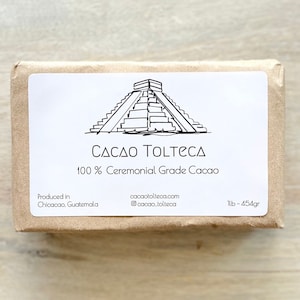 CACAO TOLTECA
100 % Ceremonial Grade Cacao
Produced in
Chicacao, Guatemala
cacaotolteca.com
@cacao_tolteca
1lb - 454gr